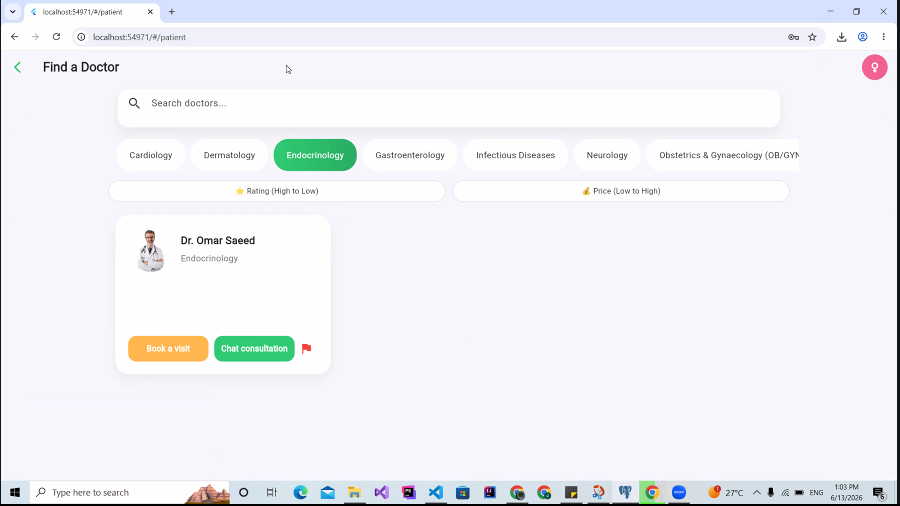 localhost:54971/#/patient
localhost:54971/#/patient
Find a Doctor
Search doctors...
Cardiology
Dermatology
Endocrinology
Gastroenterology
Infectious Diseases
Neurology
Obstetrics & Gynaecology (OB/GYN
⭐ Rating (High to Low)
💰 Price (Low to High)
Dr. Omar Saeed
Endocrinology
Book a visit
Chat consultation
Type here to search
27°C
ENG
1:03 PM
6/13/2026
6